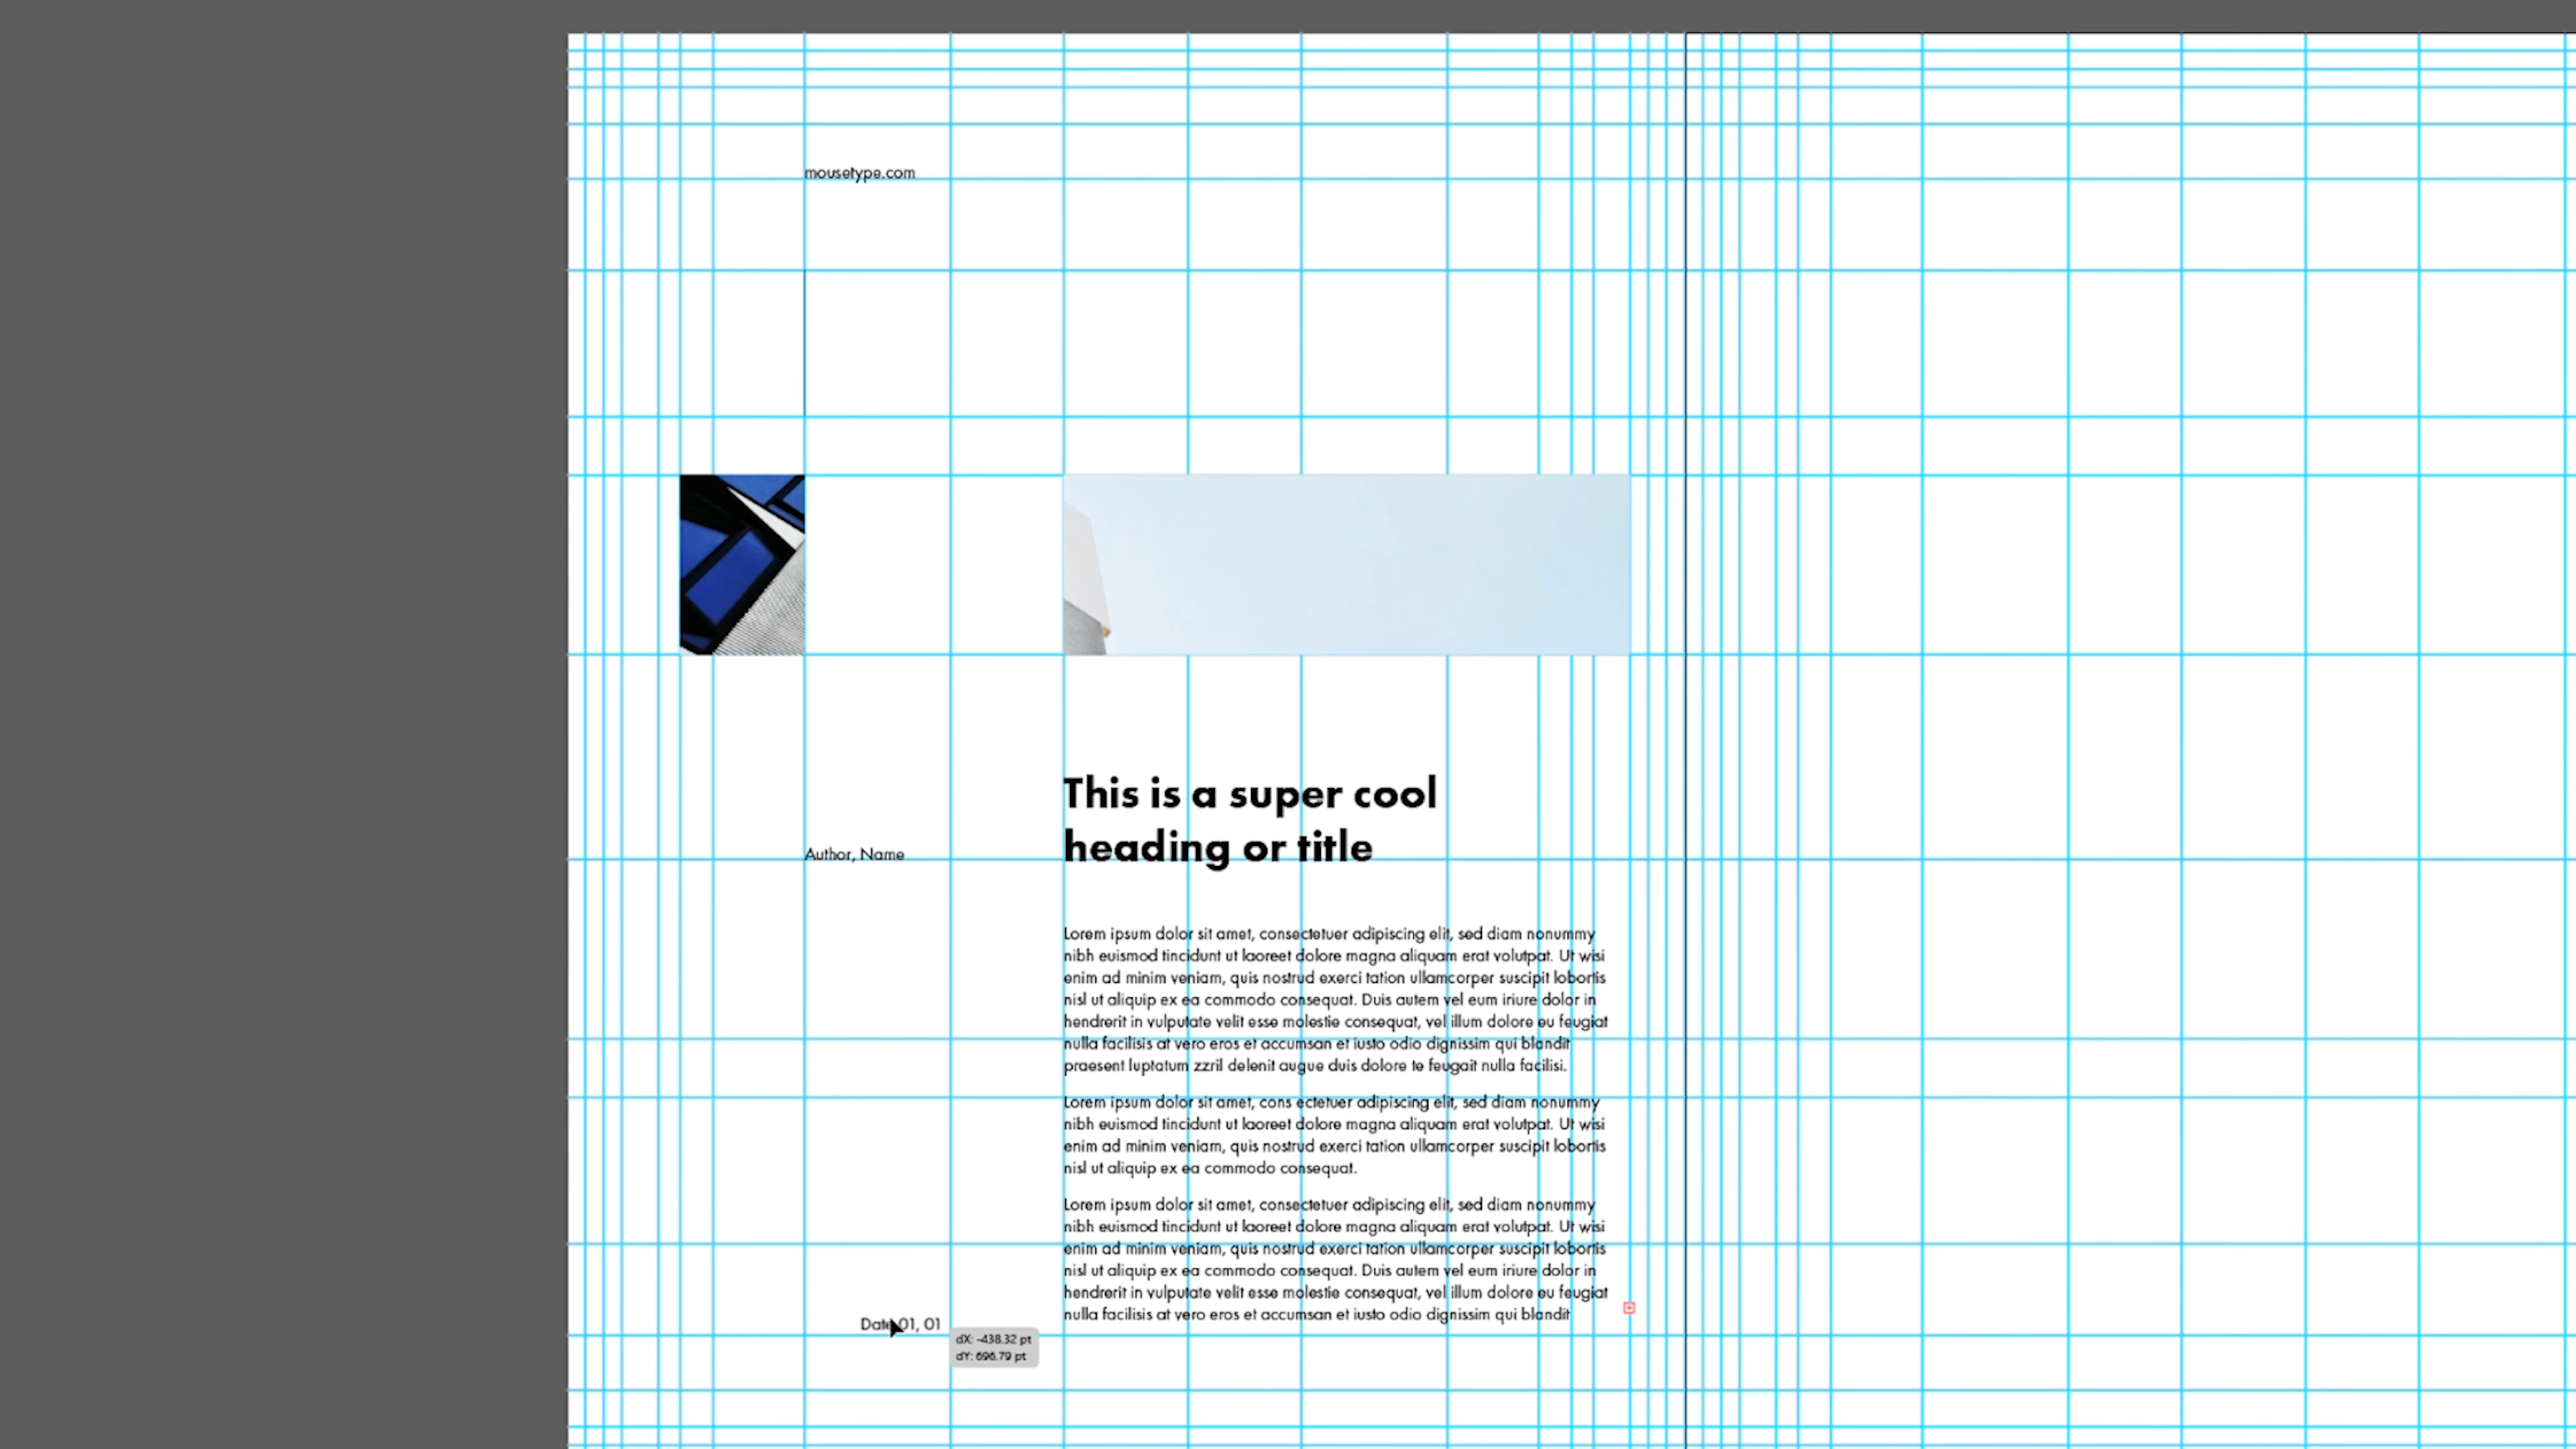 mousetype.com
This is a super cool
heading or title
Author, Name
Lorem ipsum dolor sit amet, consectetuer adipiscing elit, sed diam nonummy
nibh euismod tincidunt ut laoreet dolore magna aliquam erat volutpat. Ut wisi
enim ad minim veniam, quis nostrud exerci tation ullamcorper suscipit lobortis
nisl ut aliquip ex ea commodo consequat. Duis autem vel eum iriure dolor in
hendrerit in vulputate velit esse molestie consequat, vel illum dolore eu feugiat
nulla facilisis at vero eros et accumsan et iusto odio dignissim qui blandit
praesent luptatum zzril delenit augue duis dolore te feugait nulla facilisi.
Lorem ipsum dolor sit amet, cons ectetuer adipiscing elit, sed diam nonummy
nibh euismod tincidunt ut laoreet dolore magna aliquam erat volutpat. Ut wisi
enim ad minim veniam, quis nostrud exerci tation ullamcorper suscipit lobortis
nisl ut aliquip ex ea commodo consequat.
Lorem ipsum dolor sit amet, consectetuer adipiscing elit, sed diam nonummy
nibh euismod tincidunt ut laoreet dolore magna aliquam erat volutpat. Ut wisi
enim ad minim veniam, quis nostrud exerci tation ullamcorper suscipit lobortis
nisl ut aliquip ex ea commodo consequat. Duis autem vel eum iriure dolor in
hendrerit in vulputate velit esse molestie consequat, vel illum dolore eu feugiat
nulla facilisis at vero eros et accumsan et iusto odio dignissim qui blandit
Date 01, 01
dX: -438.32 pt
dY: 696.79 pt